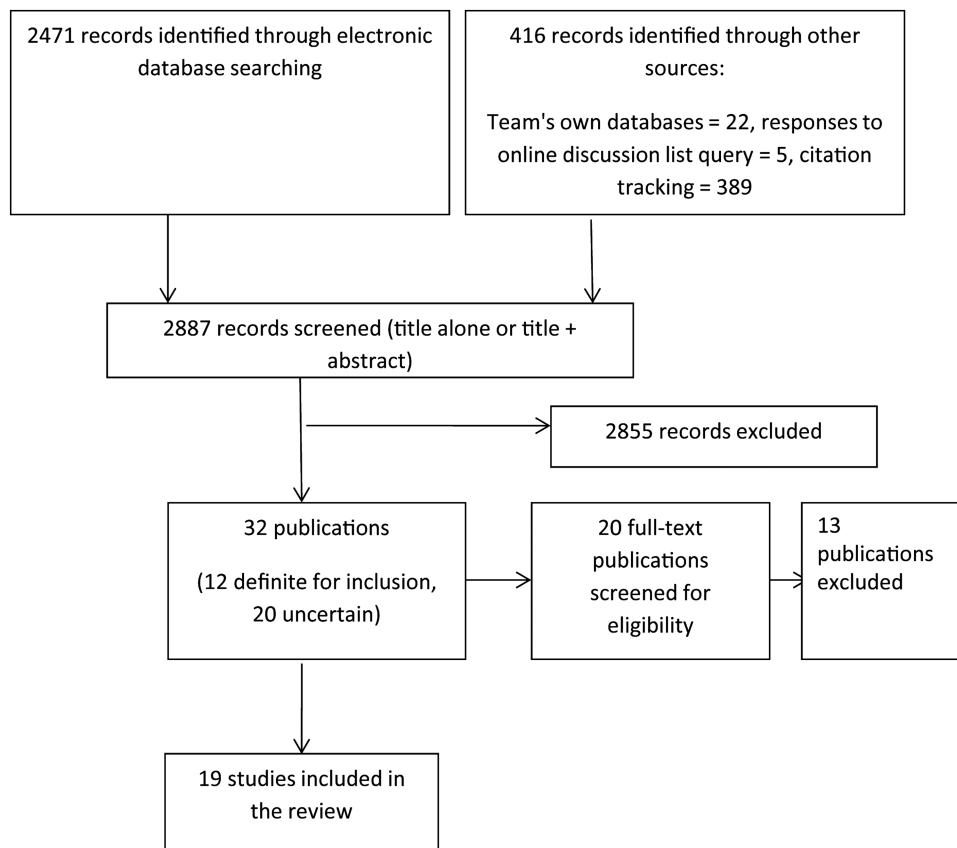 2471 records identified through electronic
database searching
416 records identified through other
sources:
Team's own databases = 22, responses to
online discussion list query = 5, citation
tracking = 389
2887 records screened (title alone or title +
abstract)
2855 records excluded
32 publications
(12 definite for inclusion,
20 uncertain)
20 full-text
publications
screened for
eligibility
13
publications
excluded
19 studies included in
the review